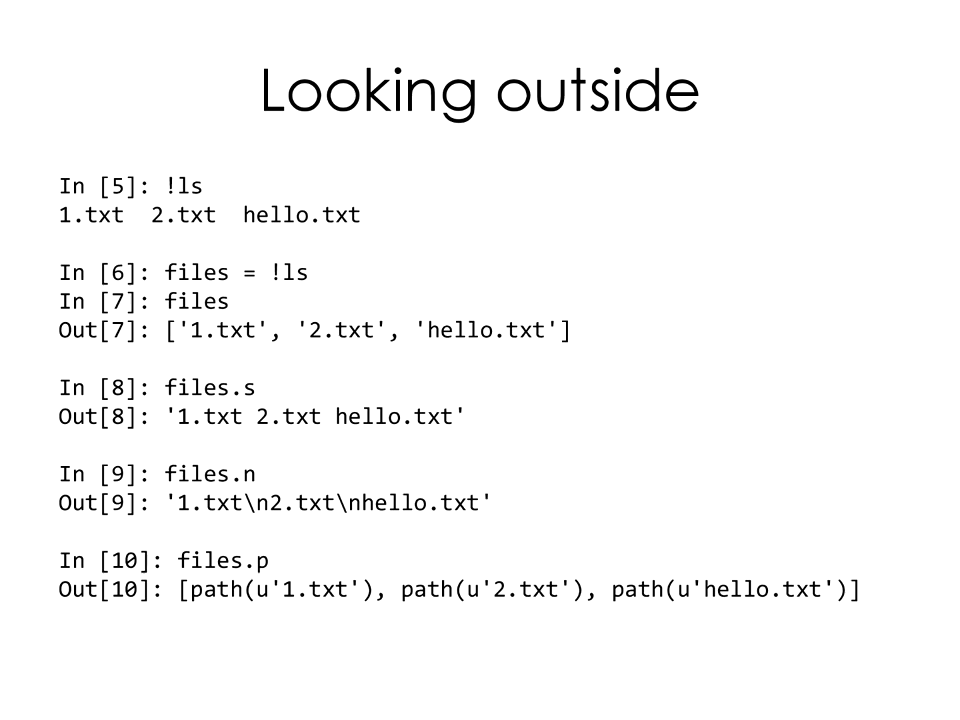 Looking outside
In [5]: !ls
1.txt  2.txt  hello.txt
In [6]: files = !ls
In [7]: files
Out[7]: ['1.txt', '2.txt', 'hello.txt']
In [8]: files.s
Out[8]: '1.txt 2.txt hello.txt'
In [9]: files.n
Out[9]: '1.txt\n2.txt\nhello.txt'
In [10]: files.p
Out[10]: [path(u'1.txt'), path(u'2.txt'), path(u'hello.txt')]